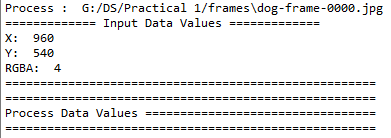 Process :  G:/DS/Practical 1/frames\dog-frame-0000.jpg
============= Input Data Values =============
X:  960
Y:  540
RGBA:  4
=====================================================
=====================================================
Process Data Values =================================
=====================================================